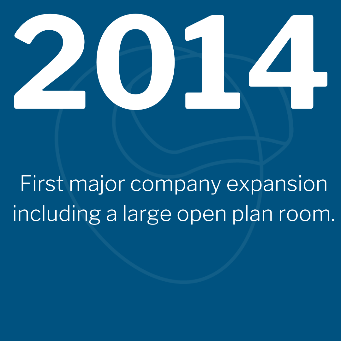 2014
First major company expansion
including a large open plan room.